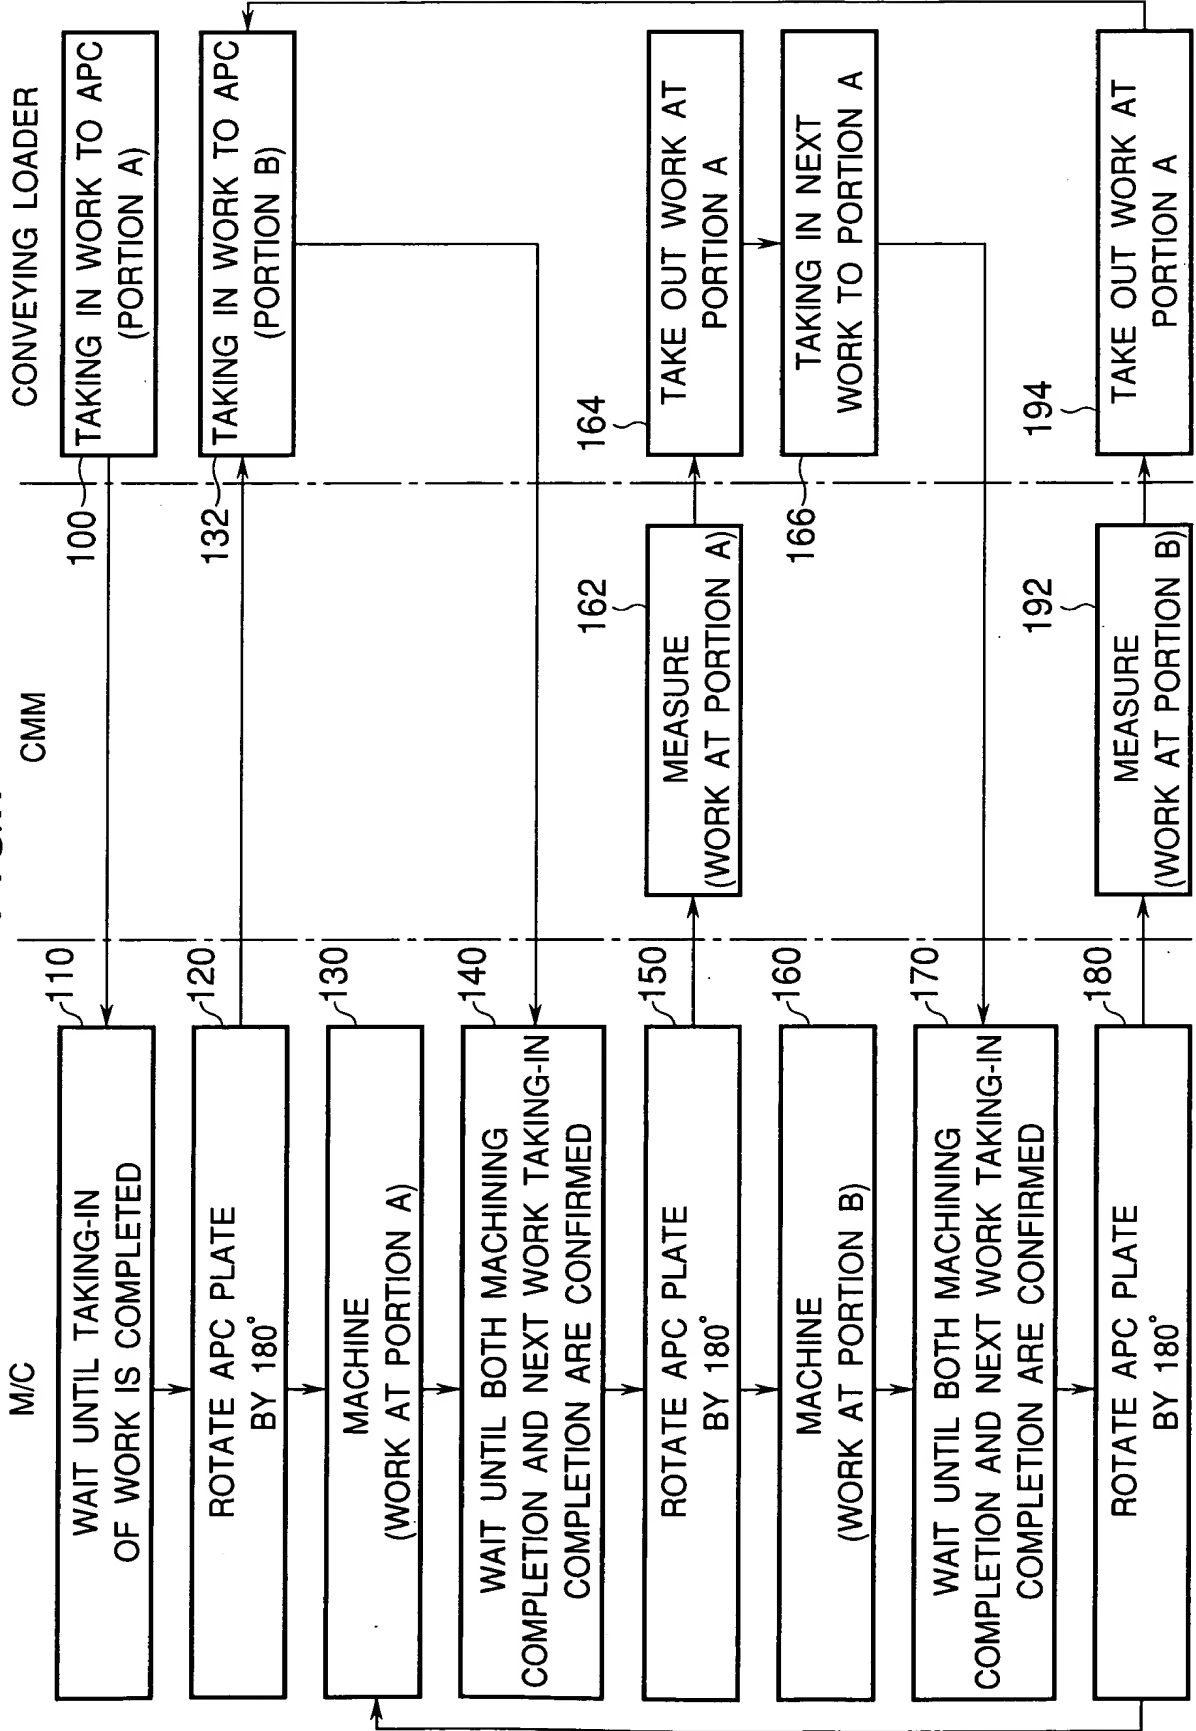 M/C
CMM
CONVEYING LOADER
TAKING IN WORK TO APC
(PORTION A)
100
110
WAIT UNTIL TAKING-IN
OF WORK IS COMPLETED
120
ROTATE APC PLATE
BY 180°
132
TAKING IN WORK TO APC
(PORTION B)
130
MACHINE
(WORK AT PORTION A)
140
WAIT UNTIL BOTH MACHINING
COMPLETION AND NEXT WORK TAKING-IN
COMPLETION ARE CONFIRMED
150
ROTATE APC PLATE
BY 180°
162
MEASURE
(WORK AT PORTION A)
164
TAKE OUT WORK AT
PORTION A
160
MACHINE
(WORK AT PORTION B)
166
TAKING IN NEXT
WORK TO PORTION A
170
WAIT UNTIL BOTH MACHINING
COMPLETION AND NEXT WORK TAKING-IN
COMPLETION ARE CONFIRMED
180
ROTATE APC PLATE
BY 180°
192
MEASURE
(WORK AT PORTION B)
194
TAKE OUT WORK AT
PORTION A